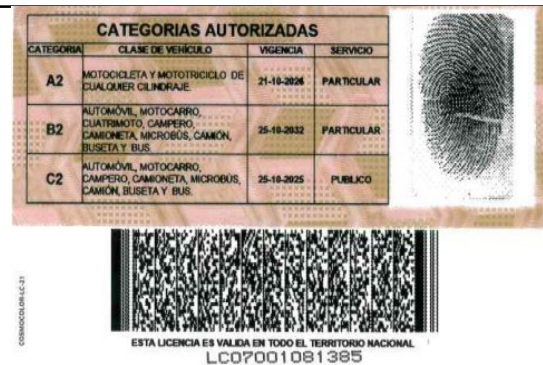 CATEGORIAS AUTORIZADAS
CATEGORIA CLASE DE VEHÍCULO VIGENCIA SERVICIO
A2 MOTOCICLETA Y MOTOTRICICLO DE CUALQUIER CILINDRAJE. 21-10-2026 PARTICULAR
B2 AUTOMÓVIL, MOTOCARRO, CUATRIMOTO, CAMPERO, CAMIONETA, MICROBÚS, CAMIÓN, BUSETA Y BUS. 25-10-2032 PARTICULAR
C2 AUTOMÓVIL, MOTOCARRO, CAMPERO, CAMIONETA, MICROBÚS, CAMIÓN, BUSETA Y BUS. 25-10-2025 PUBLICO
COSMOCOLOR-LC-21
ESTA LICENCIA ES VALIDA EN TODO EL TERRITORIO NACIONAL
LC07001081385